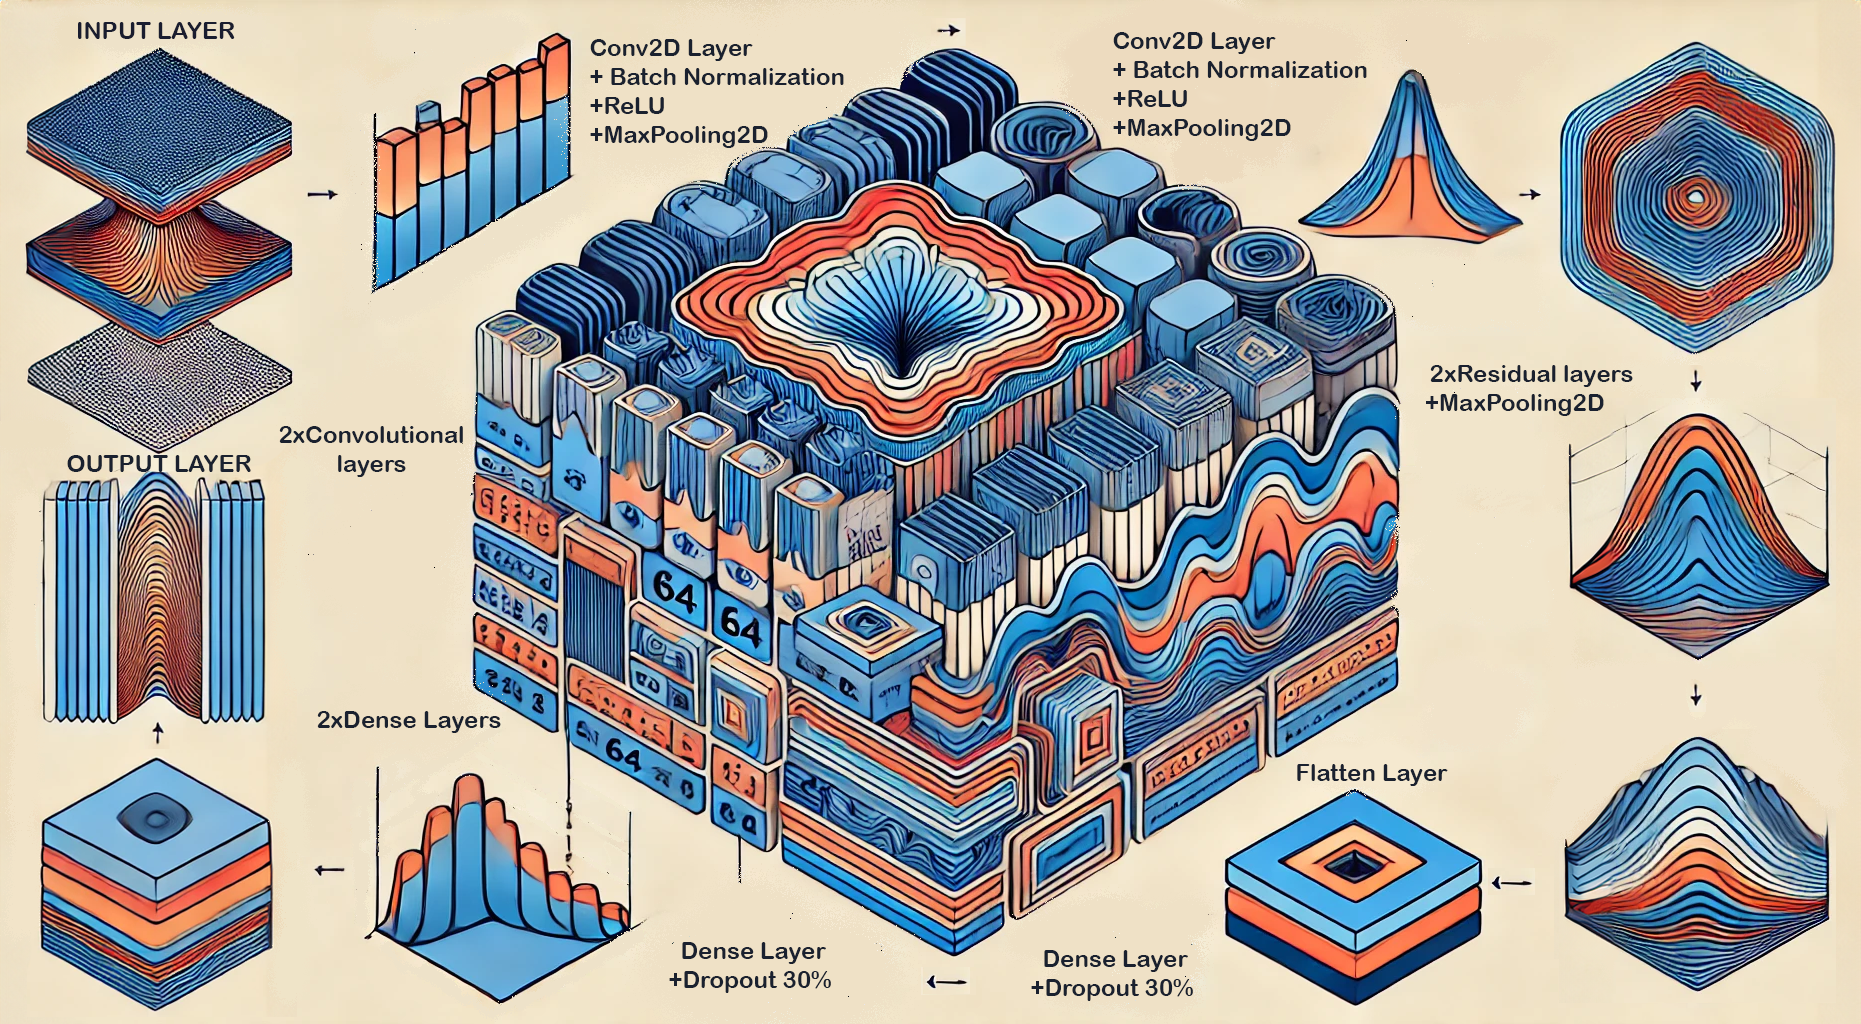 INPUT LAYER
Conv2D Layer
+ Batch Normalization
+ReLU
+MaxPooling2D
Conv2D Layer
+ Batch Normalization
+ReLU
+MaxPooling2D
2xResidual layers
+MaxPooling2D
2xConvolutional
layers
OUTPUT LAYER
64
64
64
2xDense Layers
Flatten Layer
Dense Layer
+Dropout 30%
Dense Layer
+Dropout 30%